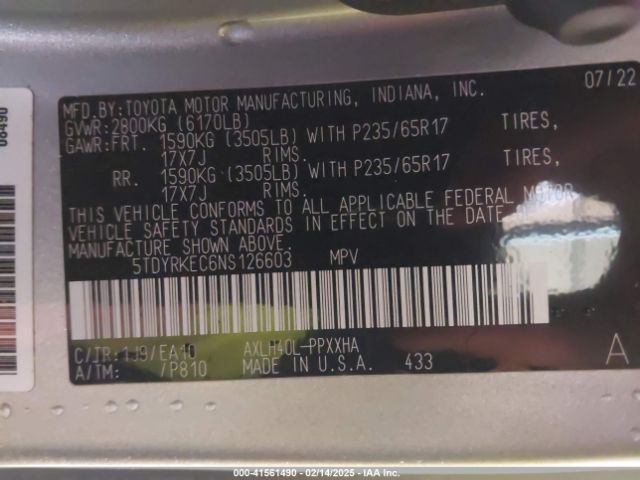 08490
MFD.BY:TOYOTA MOTOR MANUFACTURING, INDIANA, INC. 07/22
GVWR:2800KG (6170LB)
GAWR:FRT. 1590KG (3505LB) WITH P235/65R17 TIRES,
17X7J RIMS.
RR. 1590KG (3505LB) WITH P235/65R17 TIRES,
17X7J RIMS.
THIS VEHICLE CONFORMS TO ALL APPLICABLE FEDERAL MOTOR
VEHICLE SAFETY STANDARDS IN EFFECT ON THE DATE OF
MANUFACTURE SHOWN ABOVE.
5TDYRKEC6NS126603 MPV
C/TR:1J9/EA10 AXLH40L-PPXXHA
A/TM: /P810 MADE IN U.S.A. 433 A
000-41561490 - 02/14/2025 - IAA Inc.